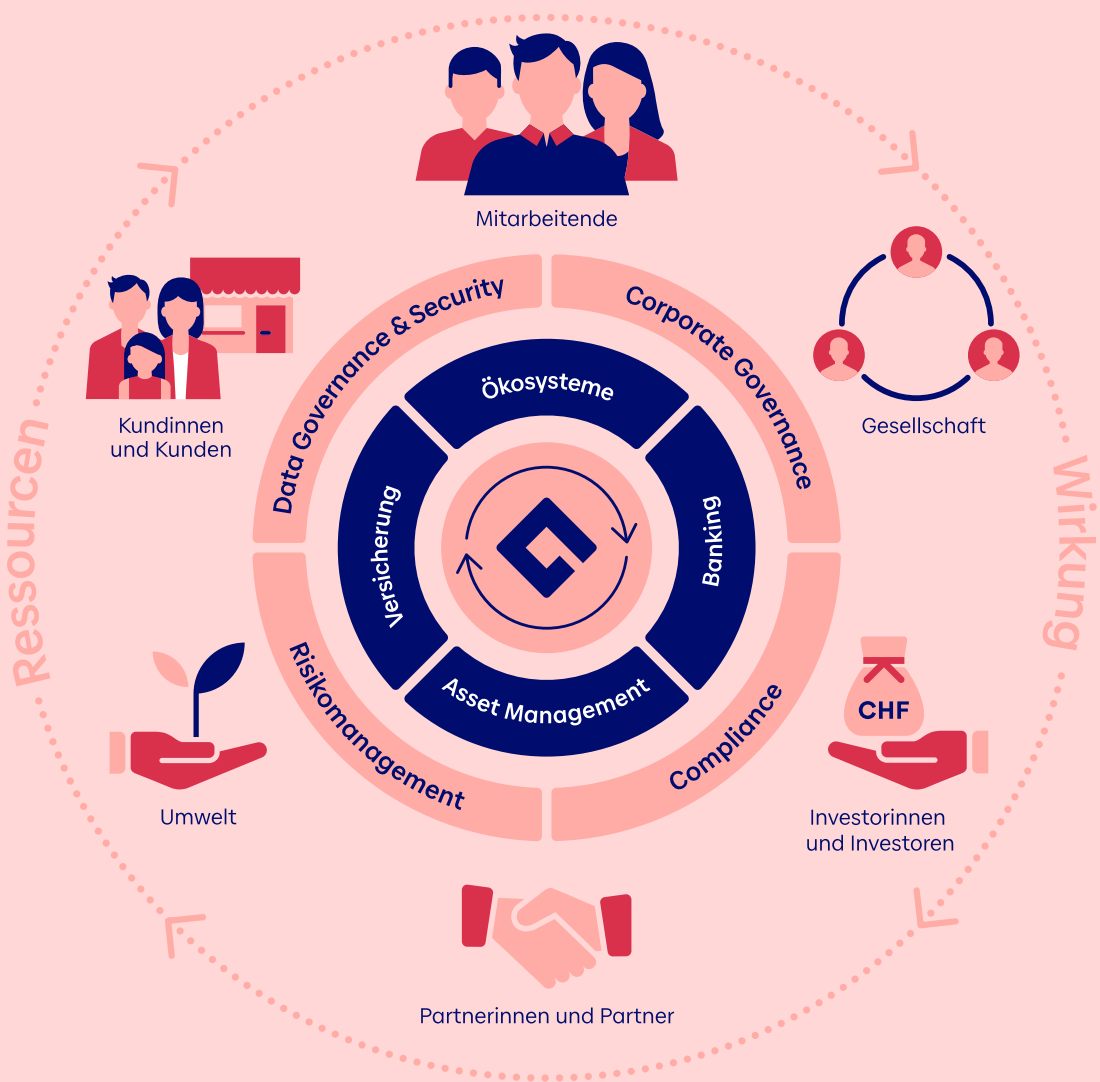 Mitarbeitende
Data Governance & Security
Corporate Governance
Kundinnen
und Kunden
Gesellschaft
Ökosysteme
Ressourcen
Versicherung
Banking
Wirkung
Asset Management
Risikomanagement
Compliance
CHF
Umwelt
Investorinnen
und Investoren
Partnerinnen und Partner